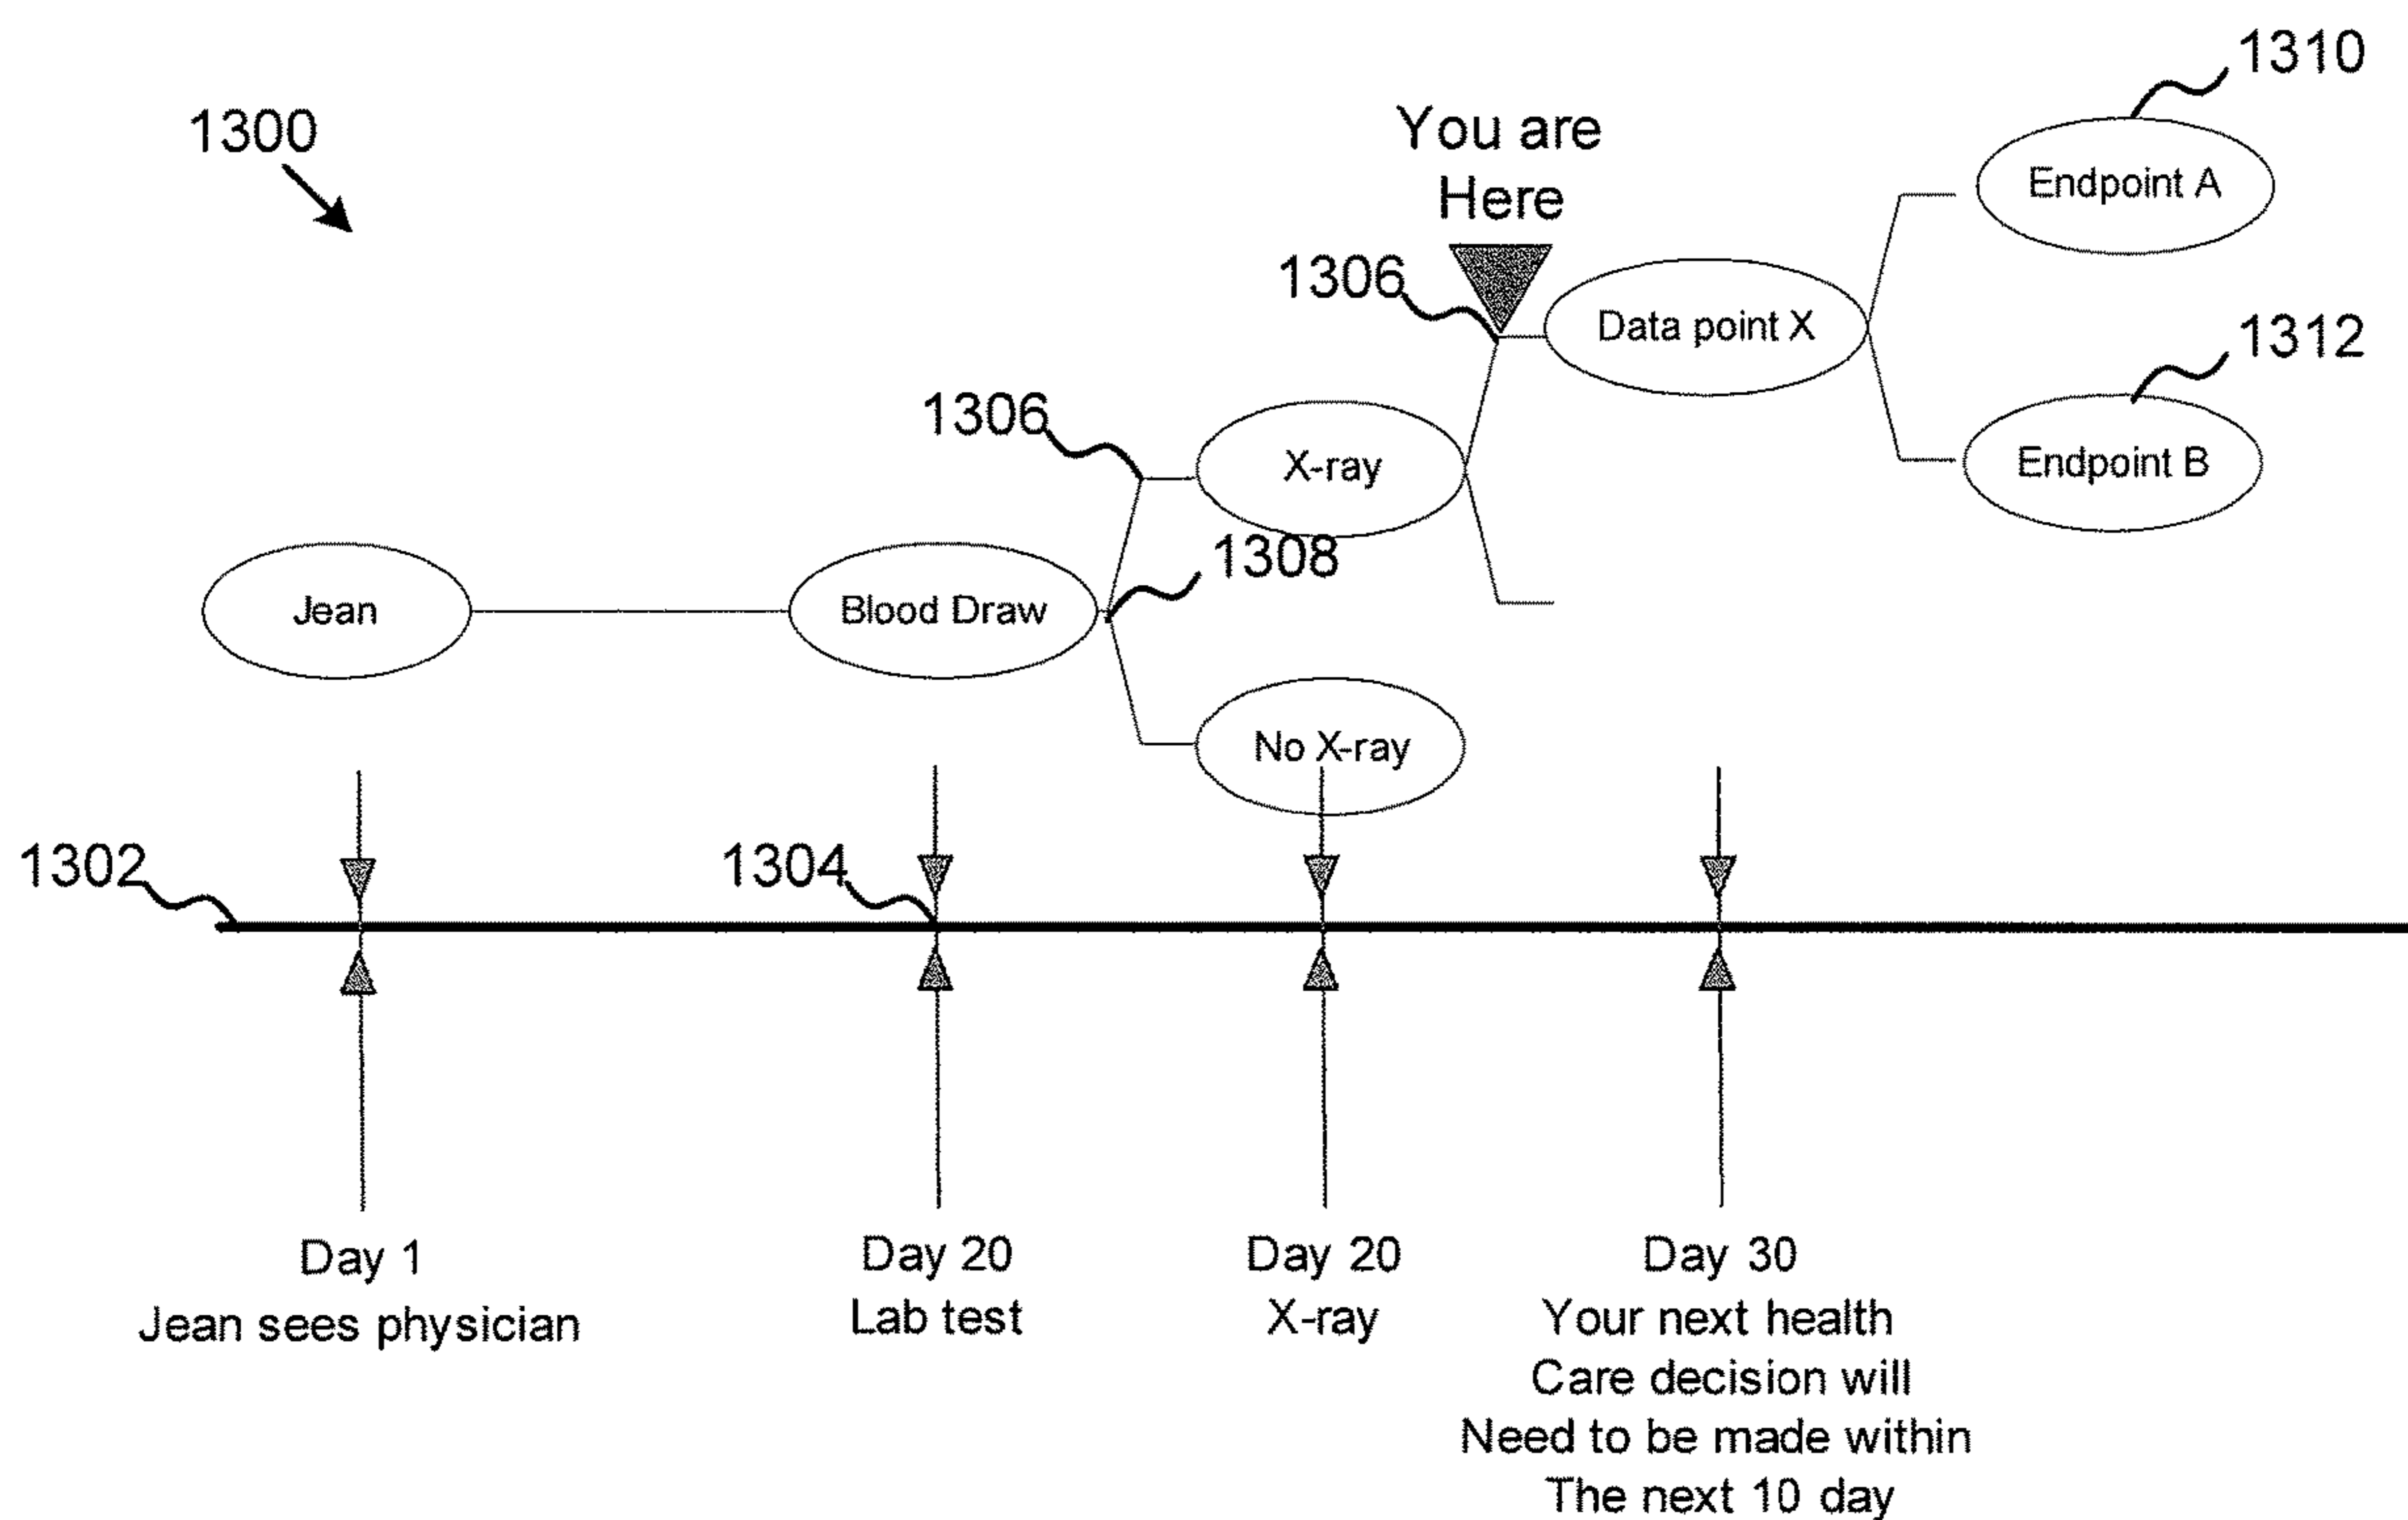 1310
1300
You are
Here
Endpoint A
1306
Data point X
1312
1306
X-ray
Endpoint B
1308
Jean
Blood Draw
No X-ray
1302
1304
Day 1
Jean sees physician
Day 20
Lab test
Day 20
X-ray
Day 30
Your next health
Care decision will
Need to be made within
The next 10 day